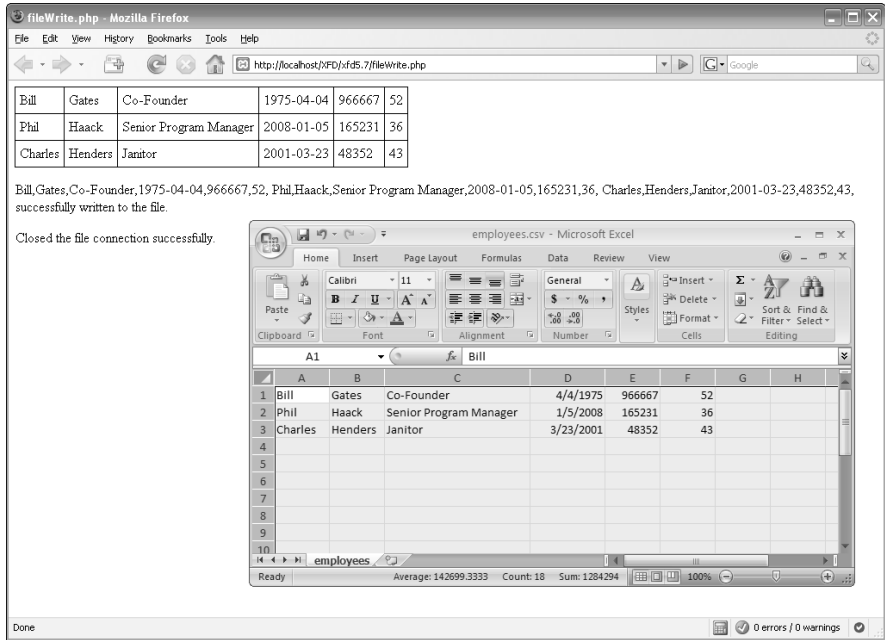 fileWrite.php - Mozilla Firefox
File Edit View History Bookmarks Tools Help
http://localhost/XFD/xfd5.7/fileWrite.php
G Google
Bill Gates Co-Founder 1975-04-04 966667 52
Phil Haack Senior Program Manager 2008-01-05 165231 36
Charles Henders Janitor 2001-03-23 48352 43
Bill,Gates,Co-Founder,1975-04-04,966667,52, Phil,Haack,Senior Program Manager,2008-01-05,165231,36, Charles,Henders,Janitor,2001-03-23,48352,43,
successfully written to the file.
Closed the file connection successfully.
employees.csv - Microsoft Excel
Home Insert Page Layout Formulas Data Review View
Calibri 11 General Insert
B I U A A $ % , Delete
Paste Styles Format Sort & Filter Find & Select
Clipboard Font Alignment Number Cells Editing
A1 fx Bill
A B C D E F G H
1 Bill Gates Co-Founder 4/4/1975 966667 52
2 Phil Haack Senior Program Manager 1/5/2008 165231 36
3 Charles Henders Janitor 3/23/2001 48352 43
4
5
6
7
8
9
10
employees
Ready Average: 142699.3333 Count: 18 Sum: 1284294 100%
Done 0 errors / 0 warnings